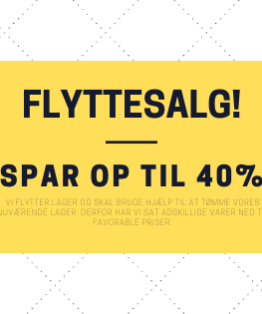 FLYTTESALG!
SPAR OP TIL 40%
VI FLYTTER LAGER OG SKAL BRUGE HJÆLP TIL AT TØMME VORES
NUVÆRENDE LAGER. DERFOR HAR VI SAT ADSKILLIGE VARER NED T
FAVORABLE PRISER.